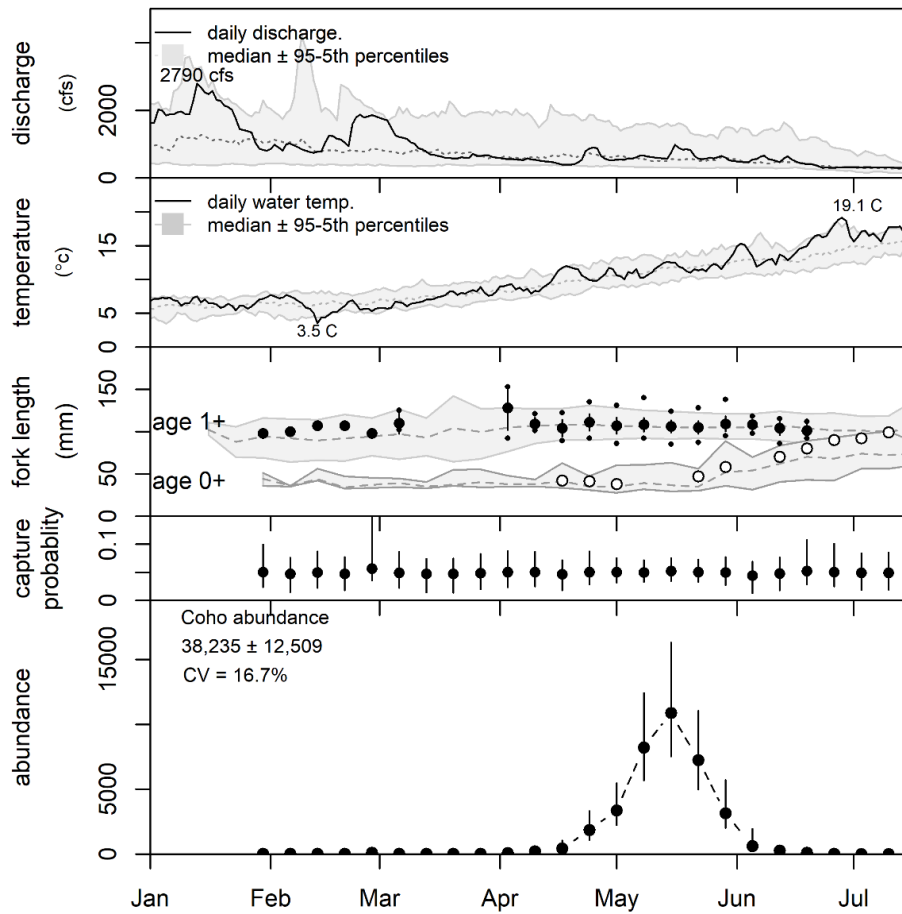 discharge
(cfs)
0
2000
daily discharge.
median ± 95-5th percentiles
2790 cfs
temperature
(°c)
0
5
15
daily water temp.
median ± 95-5th percentiles
19.1 C
3.5 C
fork length
(mm)
50
150
age 1+
age 0+
capture
probablity
0
0.1
abundance
0
5000
15000
Coho abundance
38,235 ± 12,509
CV = 16.7%
Jan Feb Mar Apr May Jun Jul